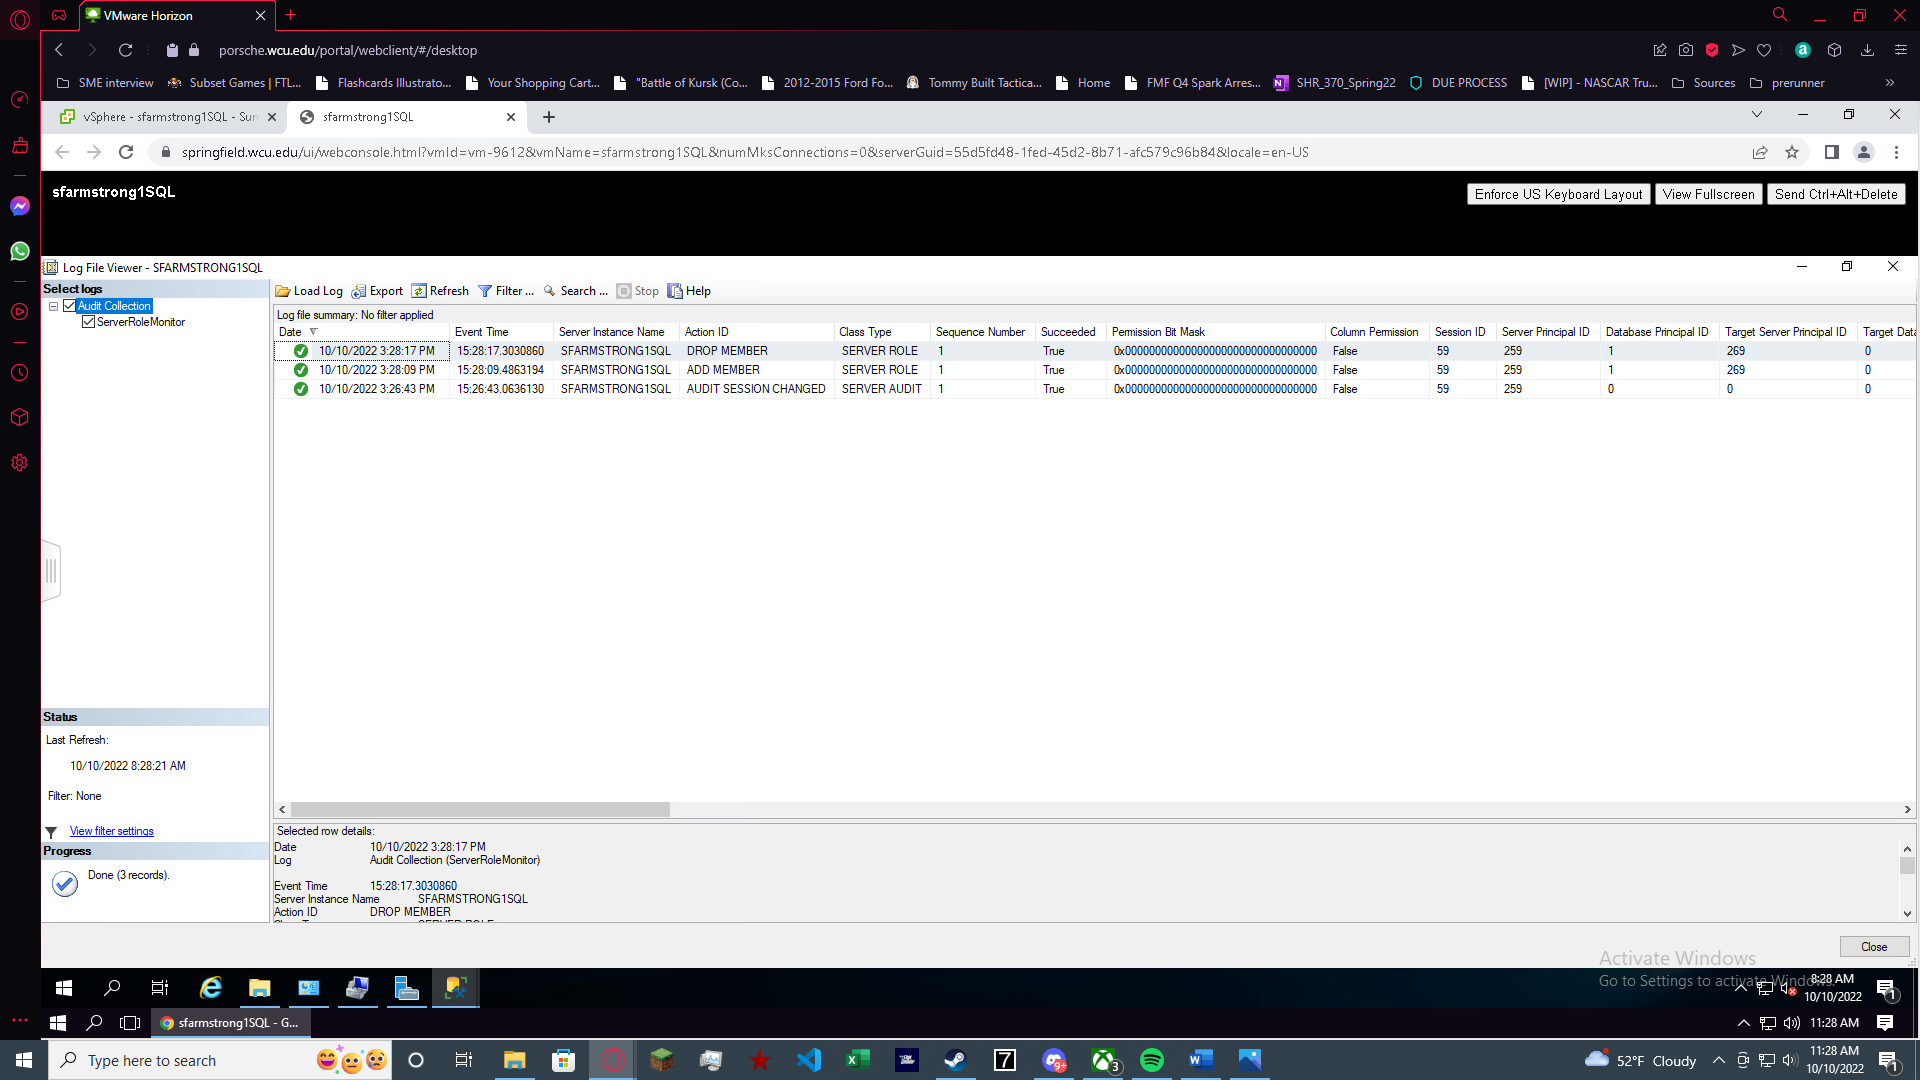 VMware Horizon
porsche.wcu.edu/portal/webclient/#/desktop
SME interview Subset Games | FTL... Flashcards Illustrato... Your Shopping Cart... "Battle of Kursk (Co... 2012-2015 Ford Fo... Tommy Built Tactica... Home FMF Q4 Spark Arres... SHR_370_Spring22 DUE PROCESS [WIP] - NASCAR Tru... Sources prerunner
vSphere - sfarmstrong1SQL - Sum sfarmstrong1SQL
springfield.wcu.edu/ui/webconsole.html?vmId=vm-9612&vmName=sfarmstrong1SQL&numMksConnections=0&serverGuid=55d5fd48-1fed-45d2-8b71-afc579c96b84&locale=en-US
sfarmstrong1SQL
Enforce US Keyboard Layout View Fullscreen Send Ctrl+Alt+Delete
Log File Viewer - SFARMSTRONG1SQL
Select logs
Audit Collection
ServerRoleMonitor
Load Log Export Refresh Filter ... Search ... Stop Help
Log file summary: No filter applied
Date Event Time Server Instance Name Action ID Class Type Sequence Number Succeeded Permission Bit Mask Column Permission Session ID Server Principal ID Database Principal ID Target Server Principal ID Target Data
10/10/2022 3:28:17 PM 15:28:17.3030860 SFARMSTRONG1SQL DROP MEMBER SERVER ROLE 1 True 0x00000000000000000000000000000000 False 59 259 1 269 0
10/10/2022 3:28:09 PM 15:28:09.4863194 SFARMSTRONG1SQL ADD MEMBER SERVER ROLE 1 True 0x00000000000000000000000000000000 False 59 259 1 269 0
10/10/2022 3:26:43 PM 15:26:43.0636130 SFARMSTRONG1SQL AUDIT SESSION CHANGED SERVER AUDIT 1 True 0x00000000000000000000000000000000 False 59 259 0 0 0
Status
Last Refresh:
10/10/2022 8:28:21 AM
Filter: None
View filter settings
Progress
Done (3 records).
Selected row details:
Date 10/10/2022 3:28:17 PM
Log Audit Collection (ServerRoleMonitor)
Event Time 15:28:17.3030860
Server Instance Name SFARMSTRONG1SQL
Action ID DROP MEMBER
Close
Activate Windows
Go to Settings to activate Windows.
8:28 AM
10/10/2022
1
sfarmstrong1SQL - G...
11:28 AM
Type here to search
7
9+
3
52°F Cloudy
11:28 AM
10/10/2022
1